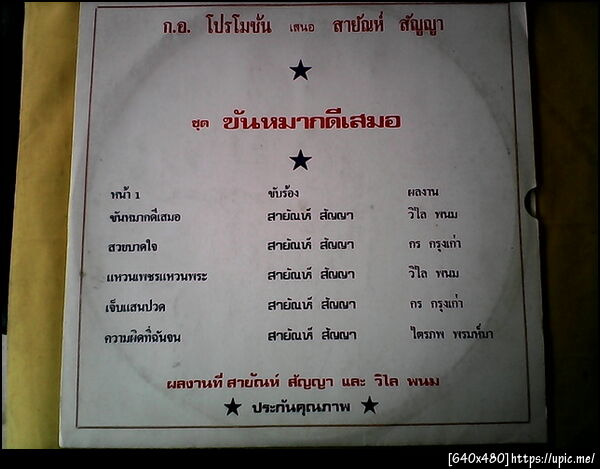 ก.อ. โปรโมชั่น เสนอ สายัณห์ สัญญา
ชุด ขันหมากดีเสมอ
หน้า 1 ขับร้อง ผลงาน
ขันหมากดีเสมอ สายัณห์ สัญญา วิไล พนม
สวยบาดใจ สายัณห์ สัญญา กร กรุงเก่า
แหวนเพชรแหวนพระ สายัณห์ สัญญา วิไล พนม
เจ็บแสนปวด สายัณห์ สัญญา กร กรุงเก่า
ความผิดที่ฉันจน สายัณห์ สัญญา ไตรภพ พรมห์มา
ผลงานที่ สายัณห์ สัญญา และ วิไล พนม
ประกันคุณภาพ
[640x480]https://upic.me/